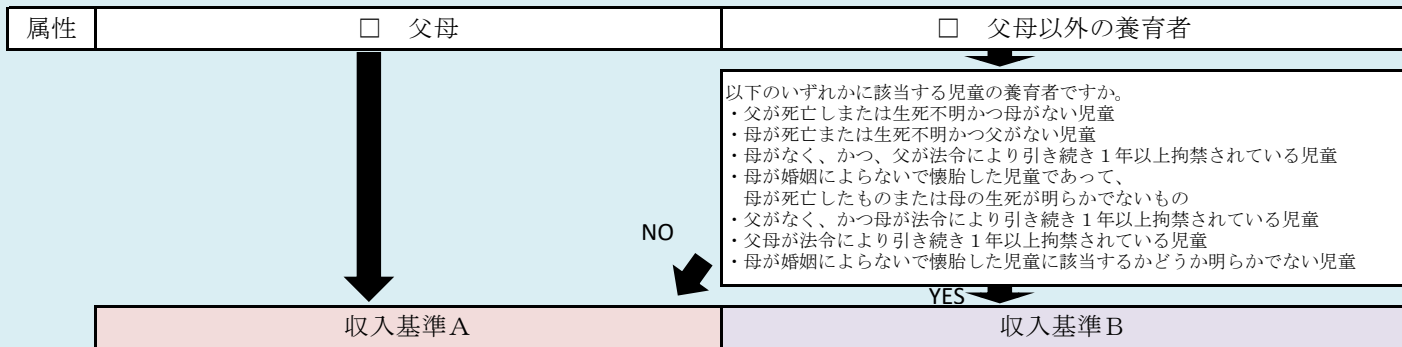 属性
□　父母
□　父母以外の養育者
以下のいずれかに該当する児童の養育者ですか。
・父が死亡しまたは生死不明かつ母がない児童
・母が死亡または生死不明かつ父がない児童
・母がなく、かつ、父が法令により引き続き１年以上拘禁されている児童
・母が婚姻によらないで懐胎した児童であって、
母が死亡したものまたは母の生死が明らかでないもの
・父がなく、かつ母が法令により引き続き１年以上拘禁されている児童
・父母が法令により引き続き１年以上拘禁されている児童
・母が婚姻によらないで懐胎した児童に該当するかどうか明らかでない児童
NO
YES
収入基準Ａ
収入基準Ｂ